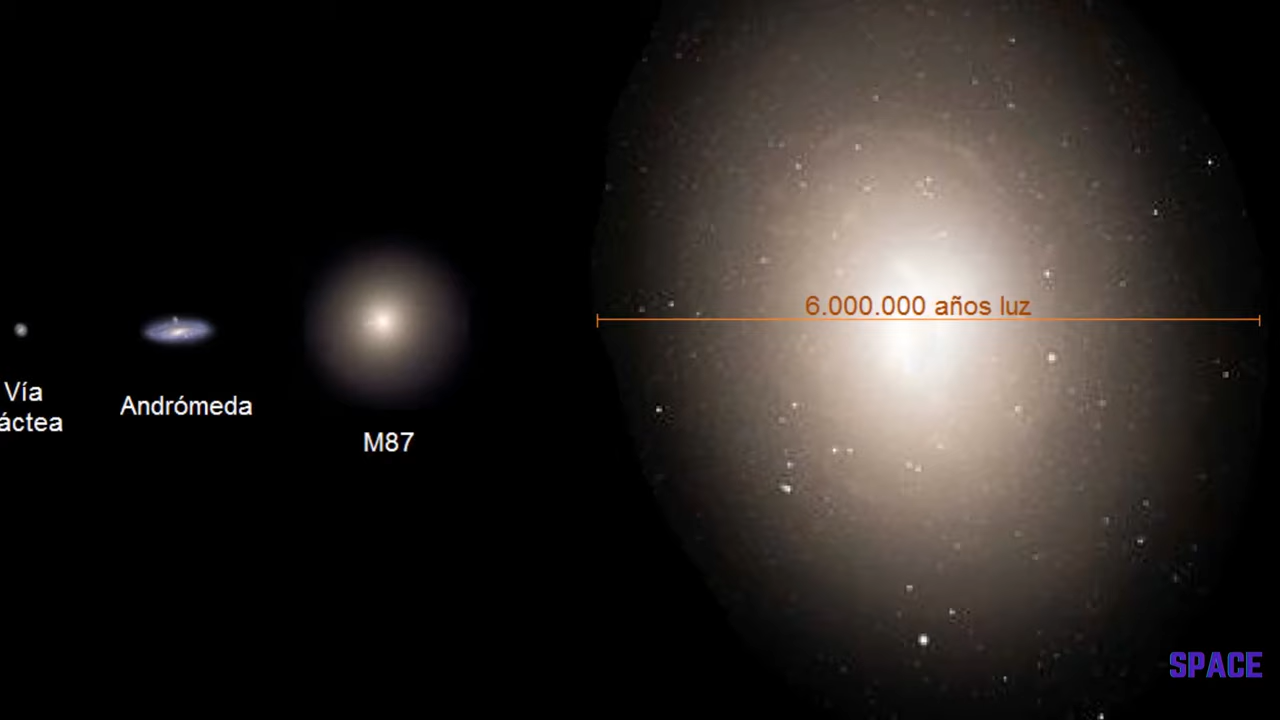 Vía
áctea
Andrómeda
M87
6.000.000 años luz
SPACE